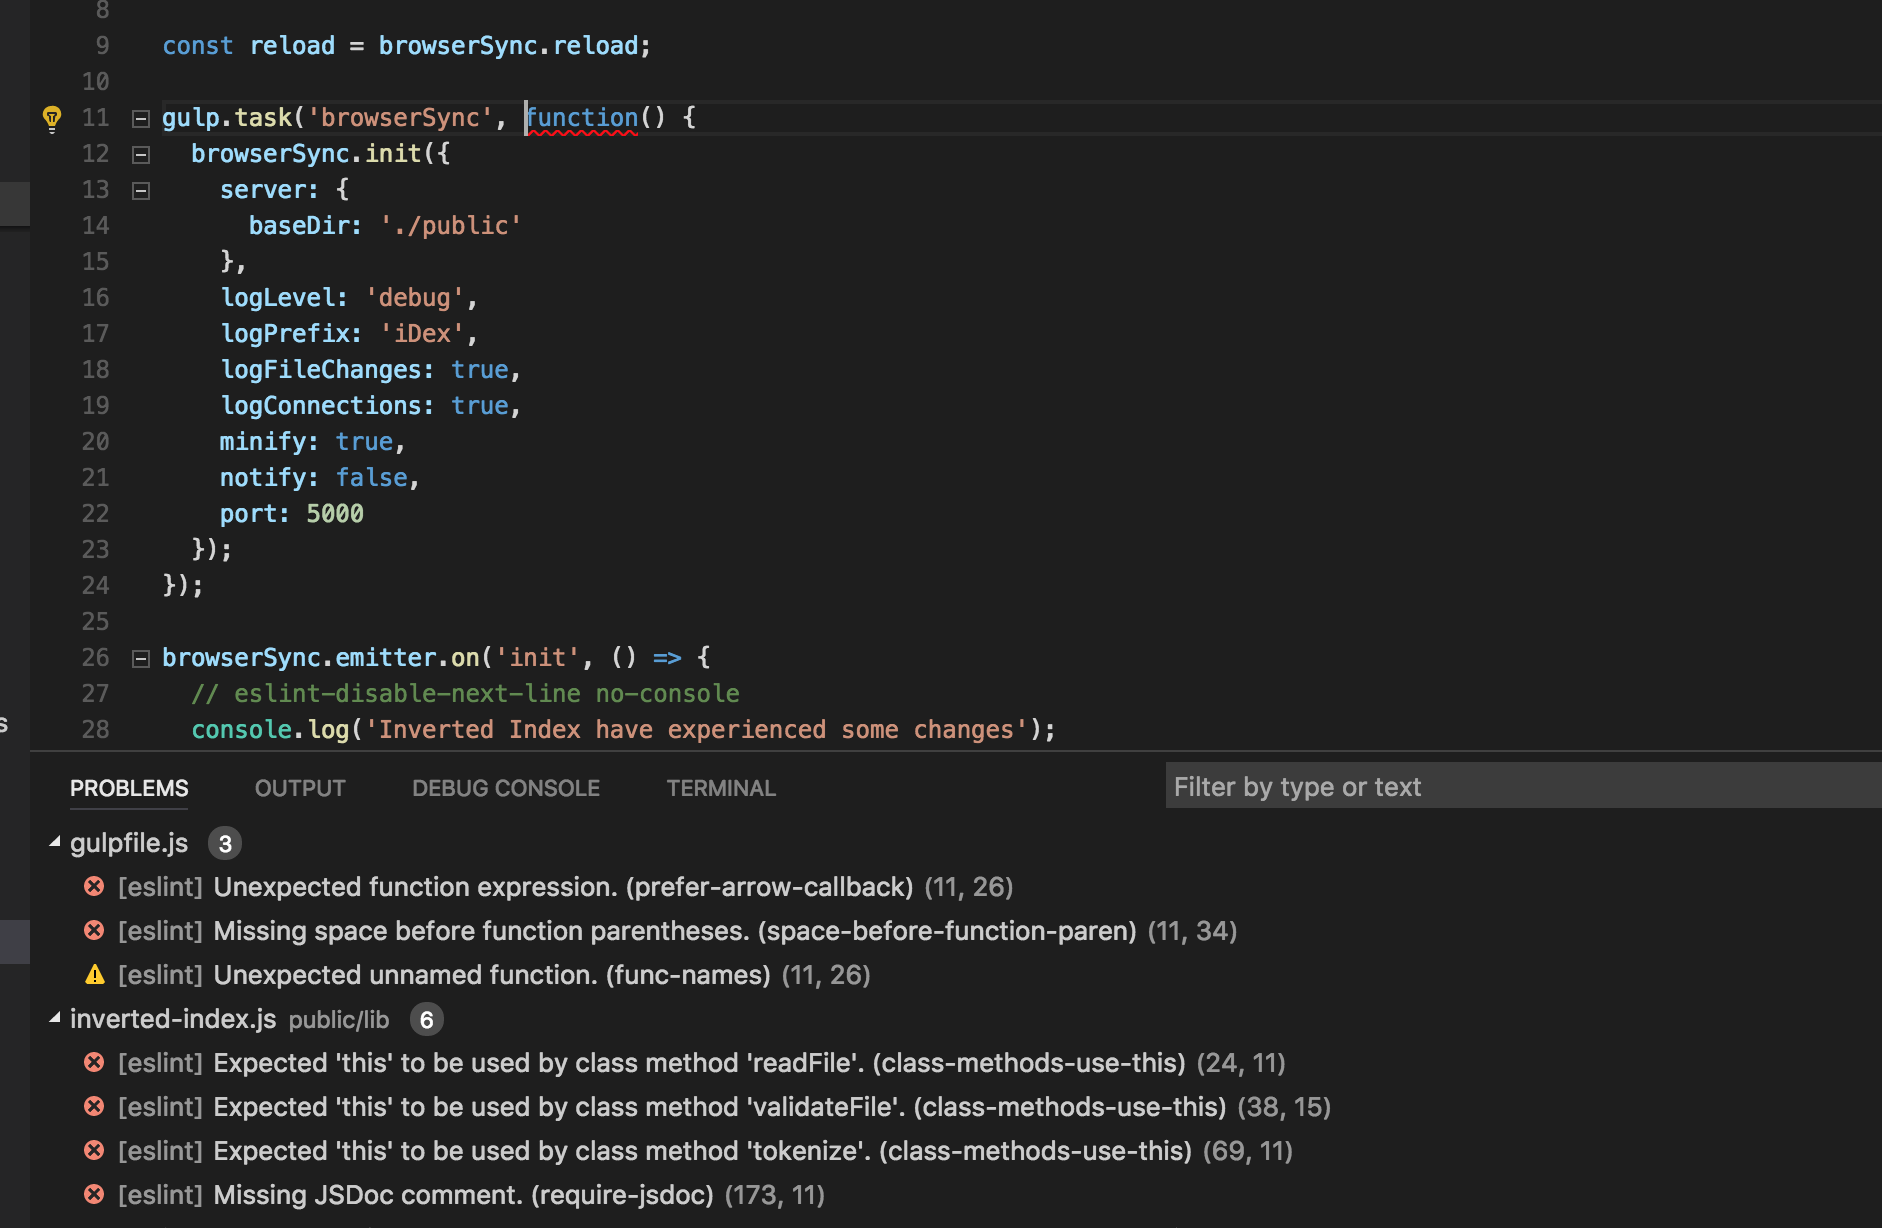 8
9 const reload = browserSync.reload;
10
11 gulp.task('browserSync', function() {
12 browserSync.init({
13 server: {
14 baseDir: './public'
15 },
16 logLevel: 'debug',
17 logPrefix: 'iDex',
18 logFileChanges: true,
19 logConnections: true,
20 minify: true,
21 notify: false,
22 port: 5000
23 });
24 });
25
26 browserSync.emitter.on('init', () => {
27 // eslint-disable-next-line no-console
s
28 console.log('Inverted Index have experienced some changes');
PROBLEMS OUTPUT DEBUG CONSOLE TERMINAL Filter by type or text
gulpfile.js 3
[eslint] Unexpected function expression. (prefer-arrow-callback) (11, 26)
[eslint] Missing space before function parentheses. (space-before-function-paren) (11, 34)
[eslint] Unexpected unnamed function. (func-names) (11, 26)
inverted-index.js public/lib 6
[eslint] Expected 'this' to be used by class method 'readFile'. (class-methods-use-this) (24, 11)
[eslint] Expected 'this' to be used by class method 'validateFile'. (class-methods-use-this) (38, 15)
[eslint] Expected 'this' to be used by class method 'tokenize'. (class-methods-use-this) (69, 11)
[eslint] Missing JSDoc comment. (require-jsdoc) (173, 11)